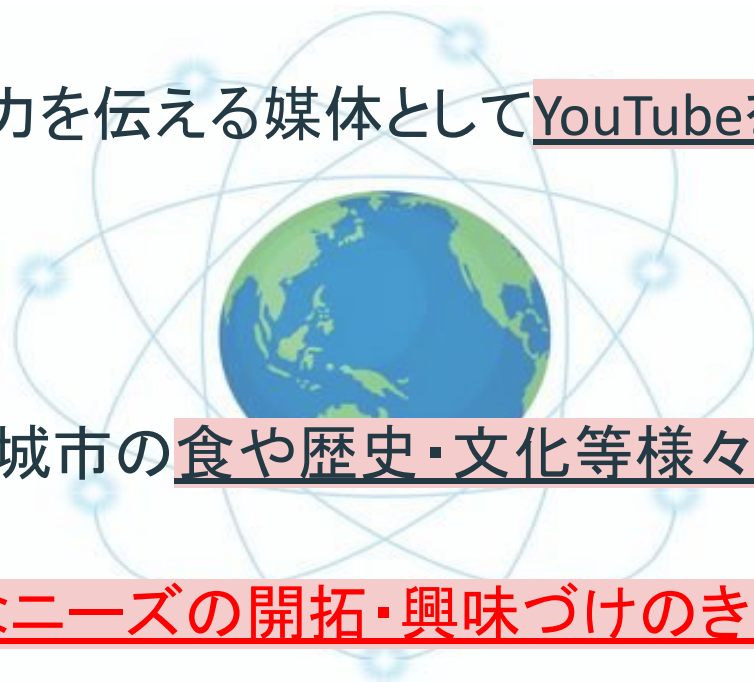 力を伝える媒体としてYouTubeを
城市の食や歴史・文化等様々
なニーズの開拓・興味づけのき